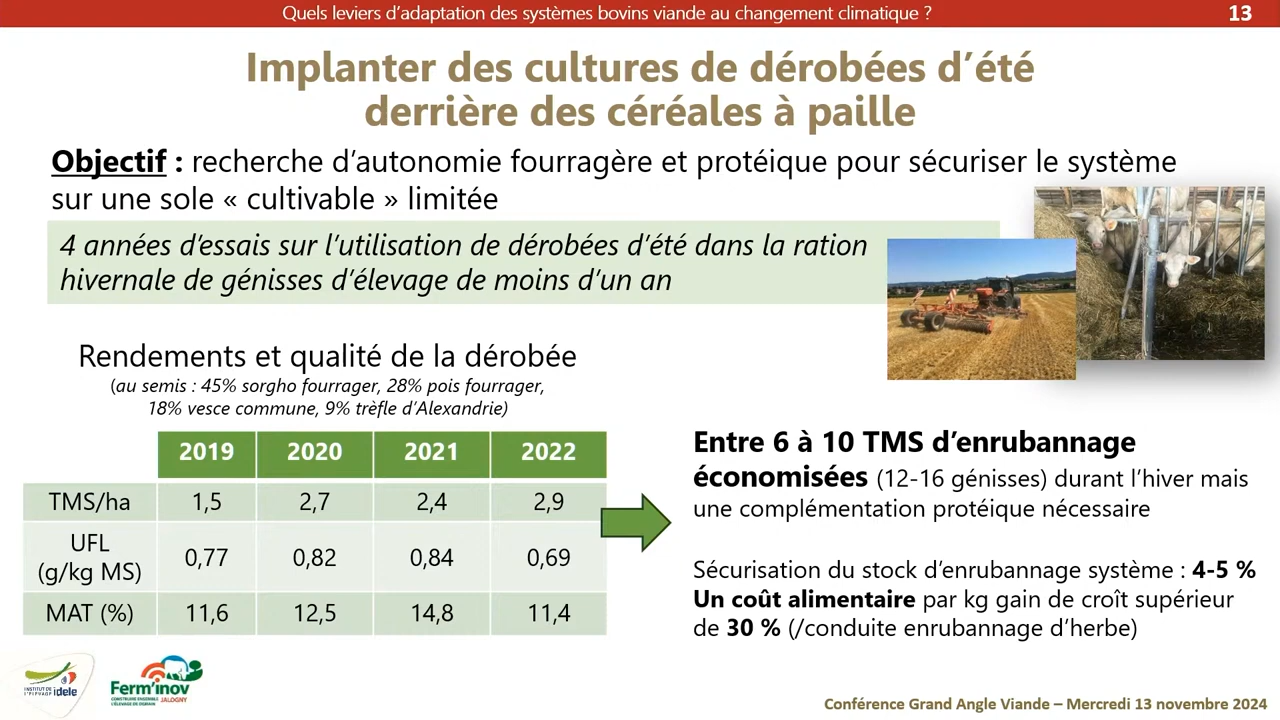 Quels leviers d'adaptation des systèmes bovins viande au changement climatique ?
13
Implanter des cultures de dérobées d'été
derrière des céréales à paille
Objectif : recherche d'autonomie fourragère et protéique pour sécuriser le système
sur une sole « cultivable » limitée
4 années d'essais sur l'utilisation de dérobées d'été dans la ration
hivernale de génisses d'élevage de moins d'un an
Rendements et qualité de la dérobée
(au semis : 45% sorgho fourrager, 28% pois fourrager,
18% vesce commune, 9% trèfle d'Alexandrie)
2019 2020 2021 2022
TMS/ha 1,5 2,7 2,4 2,9
UFL
(g/kg MS) 0,77 0,82 0,84 0,69
MAT (%) 11,6 12,5 14,8 11,4
Entre 6 à 10 TMS d'enrubannage
économisées (12-16 génisses) durant l'hiver mais
une complémentation protéique nécessaire
Sécurisation du stock d'enrubannage système : 4-5 %
Un coût alimentaire par kg gain de croît supérieur
de 30 % (/conduite enrubannage d'herbe)
INSTITUT DE
L'ÉLEVAGE idele
Ferm'inov
CONSTRUIRE ENSEMBLE
L'ÉLEVAGE DE DEMAIN
JALOGNY
Conférence Grand Angle Viande – Mercredi 13 novembre 2024